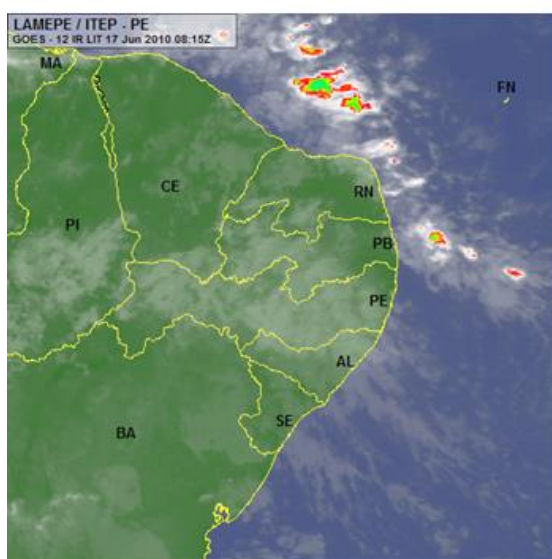 LAMEPE / ITEP - PE
GOES - 12 IR LIT 17 Jun 2010 08:15Z
MA
FN
CE
RN
PI
PB
PE
AL
SE
BA